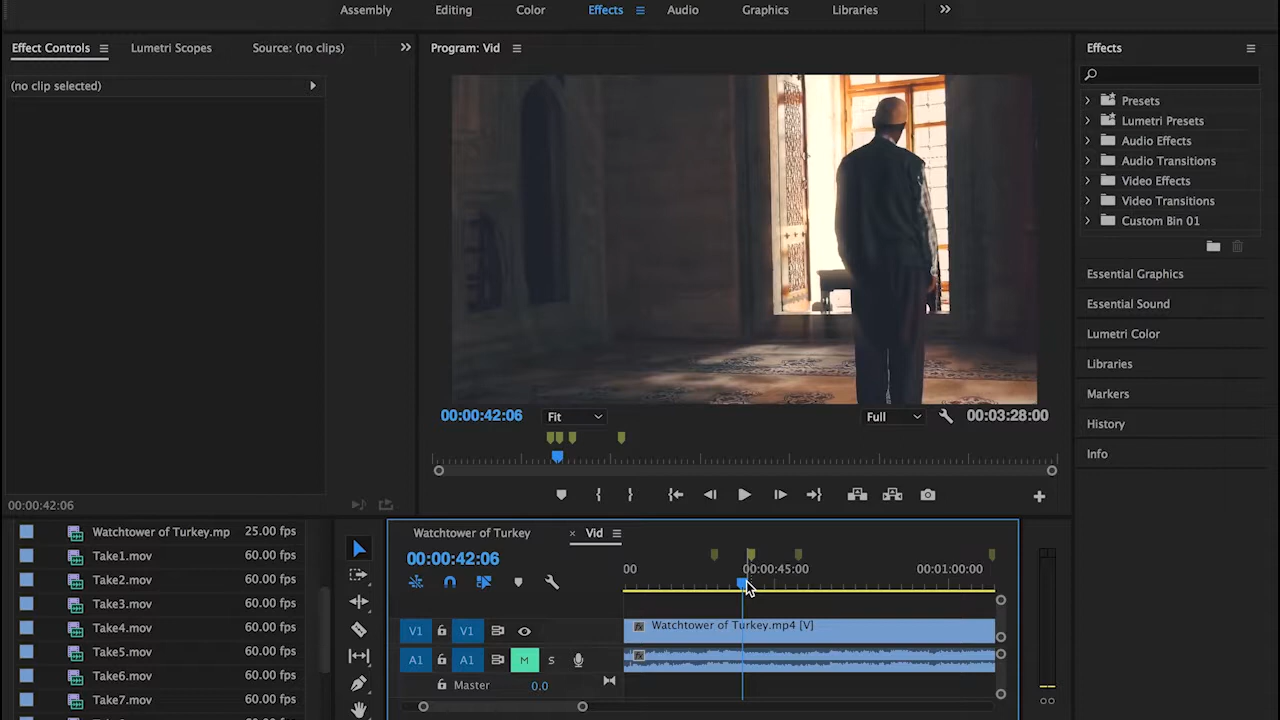 Assembly
Editing
Color
Effects
Audio
Graphics
Libraries
Effect Controls
Lumetri Scopes
Source: (no clips)
Program: Vid
Effects
(no clip selected)
Presets
Lumetri Presets
Audio Effects
Audio Transitions
Video Effects
Video Transitions
Custom Bin 01
Essential Graphics
Essential Sound
Lumetri Color
Libraries
Markers
History
Info
00:00:42:06
Fit
Full
00:03:28:00
00:00:42:06
Watchtower of Turkey.mp 25.00 fps
Take1.mov 60.00 fps
Take2.mov 60.00 fps
Take3.mov 60.00 fps
Take4.mov 60.00 fps
Take5.mov 60.00 fps
Take6.mov 60.00 fps
Take7.mov 60.00 fps
Watchtower of Turkey
× Vid
00:00:42:06
00 00:00:45:00 00:01:00:00
V1 V1 fx Watchtower of Turkey.mp4 [V]
A1 A1 M S fx
Master 0.0